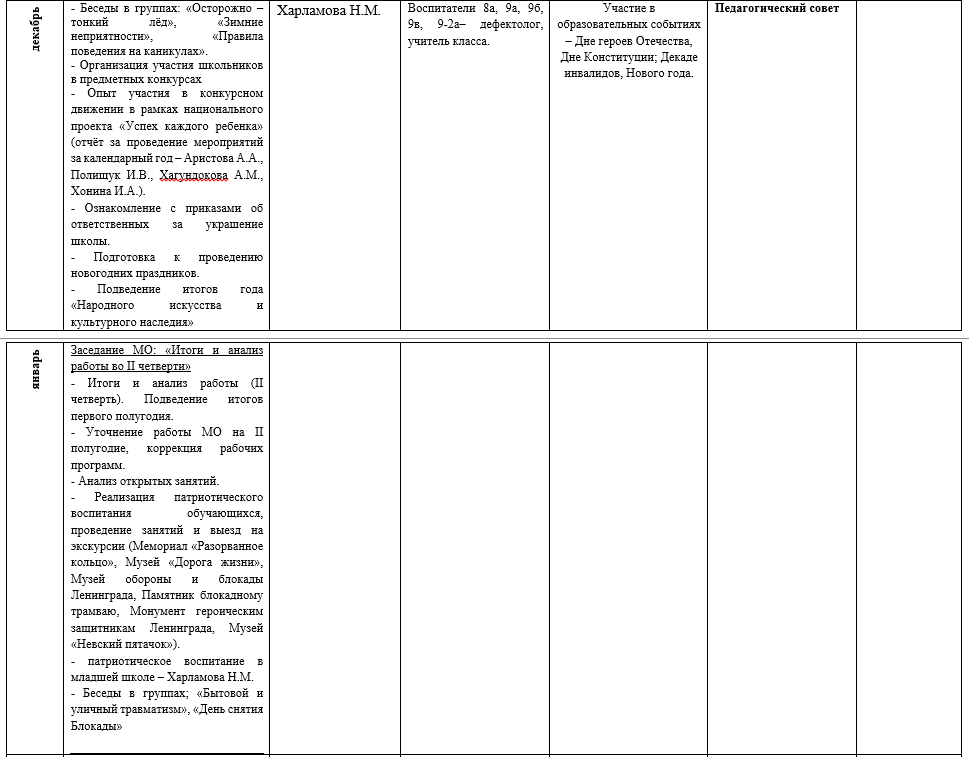 декабрь
- Беседы в группах: «Осторожно –
тонкий лёд», «Зимние
неприятности», «Правила
поведения на каникулах».
- Организация участия школьников
в предметных конкурсах
- Опыт участия в конкурсном
движении в рамках национального
проекта «Успех каждого ребенка»
(отчёт за проведение мероприятий
за календарный год – Аристова А.А.,
Полищук И.В., Хагундокова А.М.,
Хонина И.А.).
- Ознакомление с приказами об
ответственных за украшение
школы.
- Подготовка к проведению
новогодних праздников.
- Подведение итогов года
«Народного искусства и
культурного наследия»
Харламова Н.М.
Воспитатели 8а, 9а, 9б,
9в, 9-2а– дефектолог,
учитель класса.
Участие в
образовательных событиях
– Дне героев Отечества,
Дне Конституции; Декаде
инвалидов, Нового года.
Педагогический совет
январь
Заседание МО: «Итоги и анализ
работы во II четверти»
- Итоги и анализ работы (II
четверть). Подведение итогов
первого полугодия.
- Уточнение работы МО на II
полугодие, коррекция рабочих
программ.
- Анализ открытых занятий.
- Реализация патриотического
воспитания обучающихся,
проведение занятий и выезд на
экскурсии (Мемориал «Разорванное
кольцо», Музей «Дорога жизни»,
Музей обороны и блокады
Ленинграда, Памятник блокадному
трамваю, Монумент героическим
защитникам Ленинграда, Музей
«Невский пятачок»).
- патриотическое воспитание в
младшей школе – Харламова Н.М.
- Беседы в группах; «Бытовой и
уличный травматизм», «День снятия
Блокады»